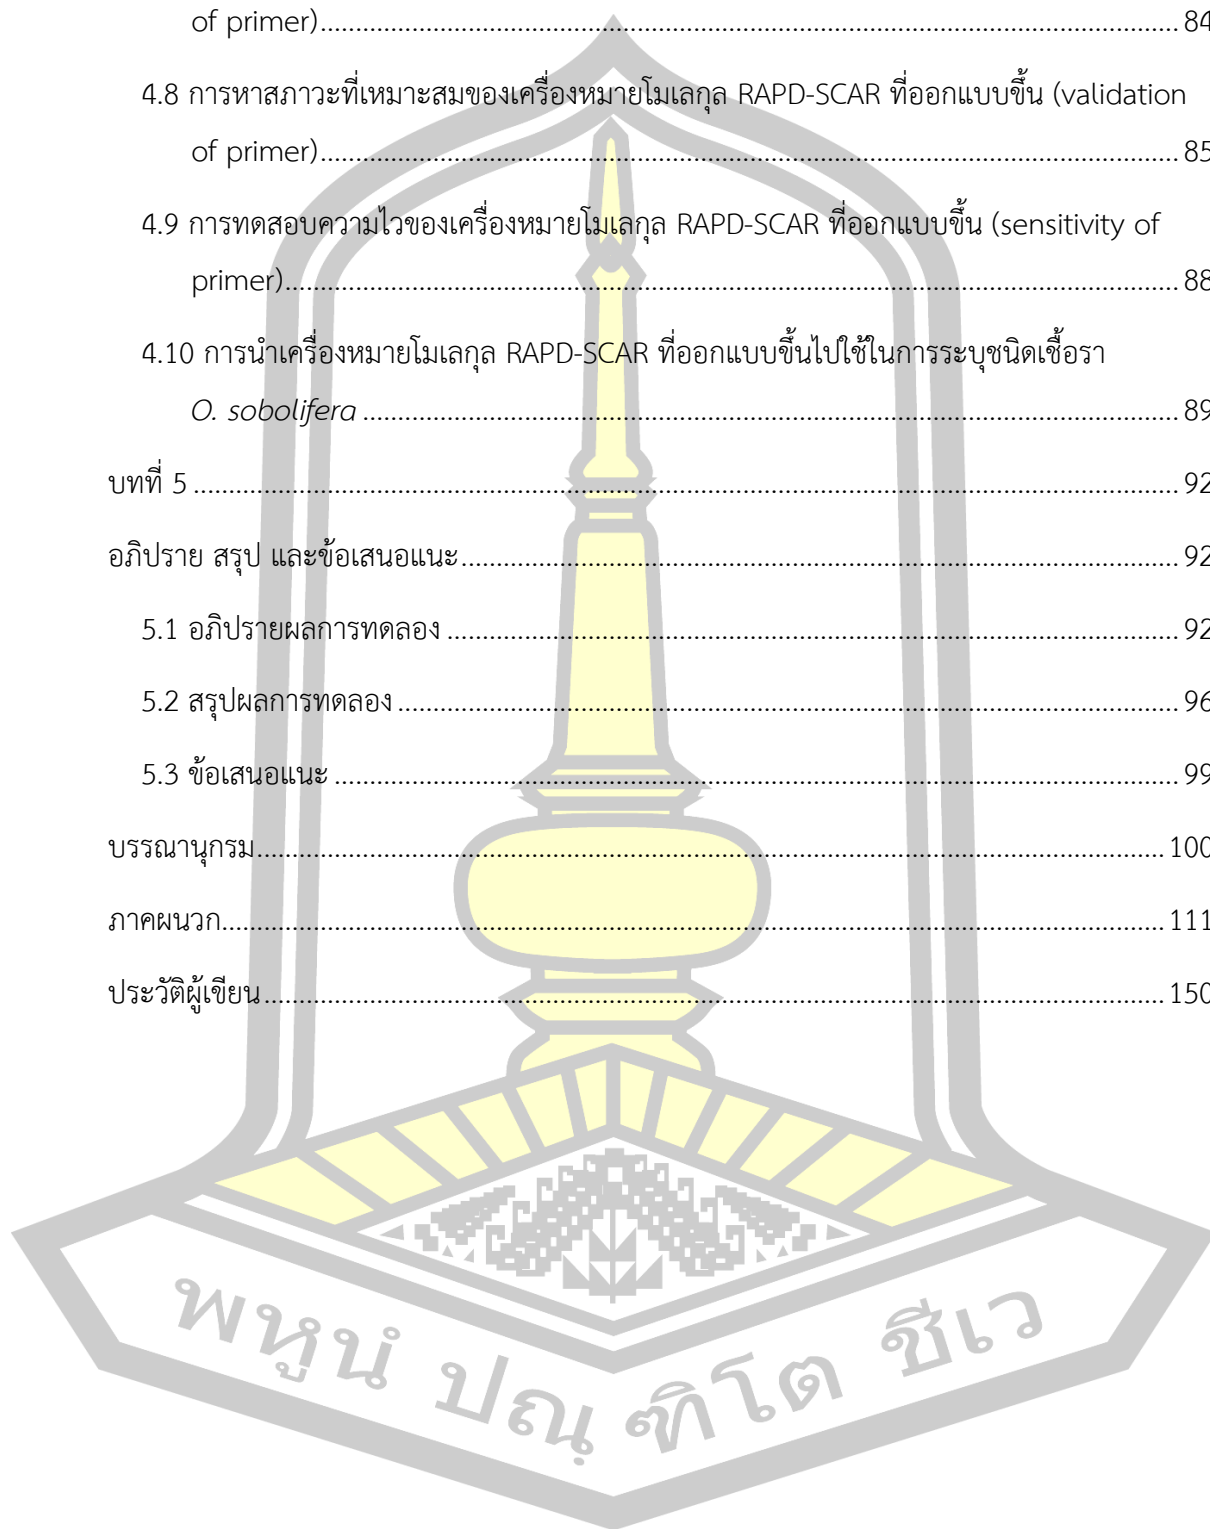 of primer)........................................................................................................................ 84
4.8 การหาสภาวะที่เหมาะสมของเครื่องหมายโมเลกุล RAPD-SCAR ที่ออกแบบขึ้น (validation
of primer)........................................................................................................................ 85
4.9 การทดสอบความไวของเครื่องหมายโมเลกุล RAPD-SCAR ที่ออกแบบขึ้น (sensitivity of
primer)............................................................................................................................. 88
4.10 การนำเครื่องหมายโมเลกุล RAPD-SCAR ที่ออกแบบขึ้นไปใช้ในการระบุชนิดเชื้อรา
O. sobolifera .................................................................................................................. 89
บทที่ 5 ......................................................................................................................................... 92
อภิปราย สรุป และข้อเสนอแนะ................................................................................................... 92
5.1 อภิปรายผลการทดลอง ...................................................................................................... 92
5.2 สรุปผลการทดลอง ............................................................................................................. 96
5.3 ข้อเสนอแนะ ...................................................................................................................... 99
บรรณานุกรม................................................................................................................................ 100
ภาคผนวก..................................................................................................................................... 111
ประวัติผู้เขียน ............................................................................................................................... 150
พหูนํ ปณฺฑิโต ชีเว